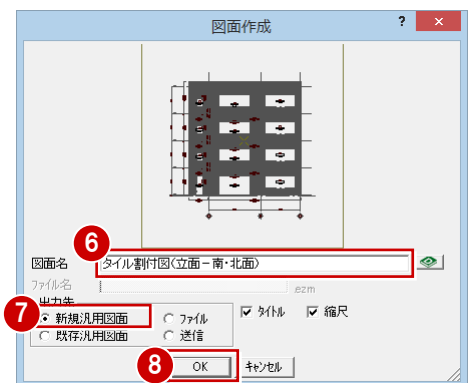 図面作成 ? ×
6
図面名 タイル割付図(立面-南・北面)
ファイル名 ezm
7 出力先
新規汎用図面 ファイル タイトル 縮尺
既存汎用図面 送信
8 OK キャンセル